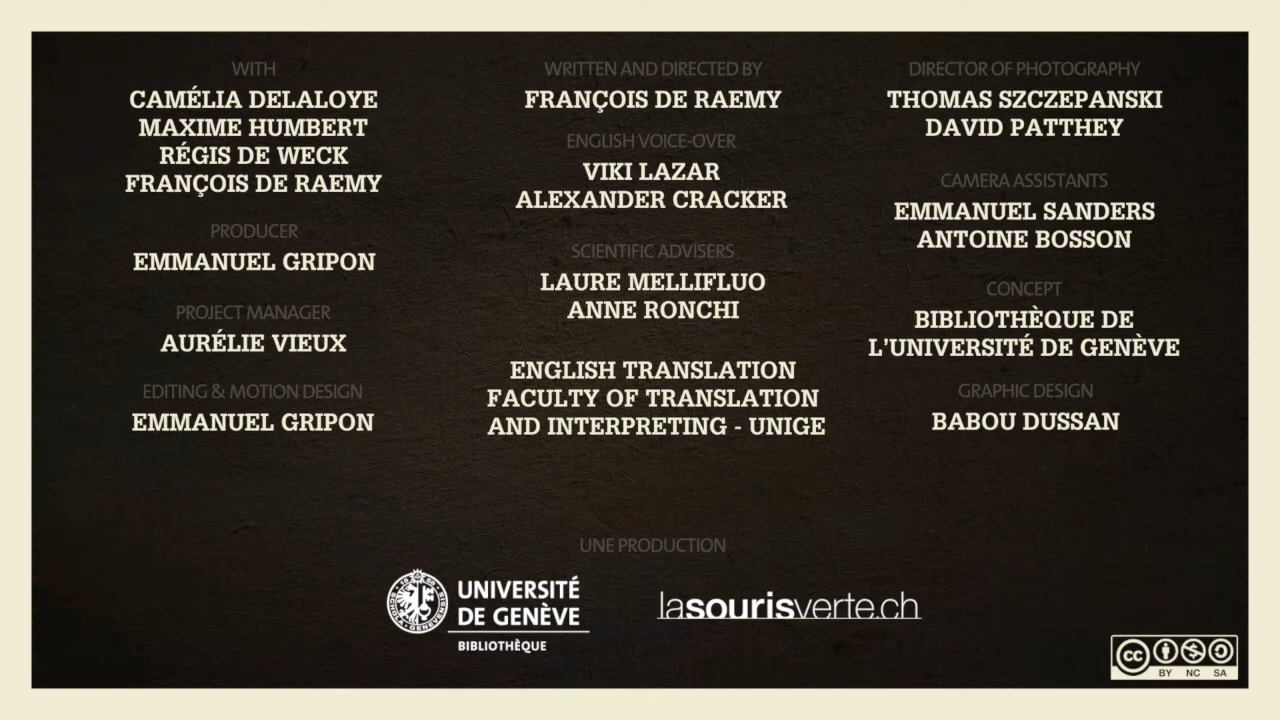 WITH
CAMÉLIA DELALOYE
MAXIME HUMBERT
RÉGIS DE WECK
FRANÇOIS DE RAEMY
PRODUCER
EMMANUEL GRIPON
PROJECT MANAGER
AURÉLIE VIEUX
EDITING & MOTION DESIGN
EMMANUEL GRIPON
WRITTEN AND DIRECTED BY
FRANÇOIS DE RAEMY
ENGLISH VOICE-OVER
VIKI LAZAR
ALEXANDER CRACKER
SCIENTIFIC ADVISERS
LAURE MELLIFLUO
ANNE RONCHI
ENGLISH TRANSLATION
FACULTY OF TRANSLATION
AND INTERPRETING - UNIGE
DIRECTOR OF PHOTOGRAPHY
THOMAS SZCZEPANSKI
DAVID PATTHEY
CAMERA ASSISTANTS
EMMANUEL SANDERS
ANTOINE BOSSON
CONCEPT
BIBLIOTHÈQUE DE
L'UNIVERSITÉ DE GENÈVE
GRAPHIC DESIGN
BABOU DUSSAN
UNE PRODUCTION
UNIVERSITÉ
DE GENÈVE
BIBLIOTHÈQUE
lasourisverte.ch
cc
BY NC SA